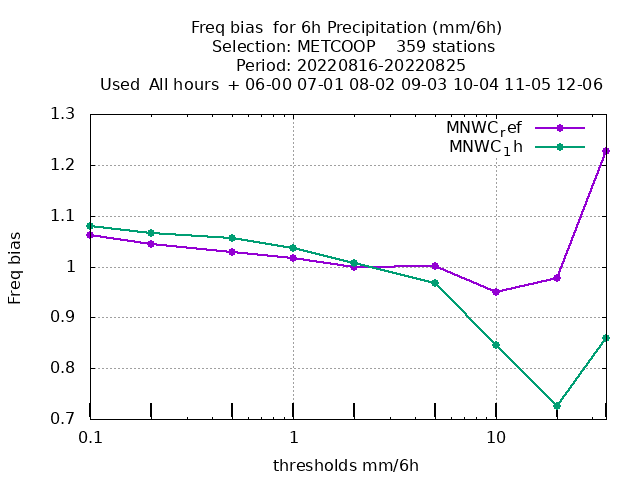 Freq bias  for 6h Precipitation (mm/6h)
Selection: METCOOP    359 stations
Period: 20220816-20220825
Used  All hours  + 06-00 07-01 08-02 09-03 10-04 11-05 12-06
MNWC_ref
MNWC_1h
1.3
1.2
1.1
1
0.9
0.8
0.7
Freq bias
0.1 1 10
thresholds mm/6h